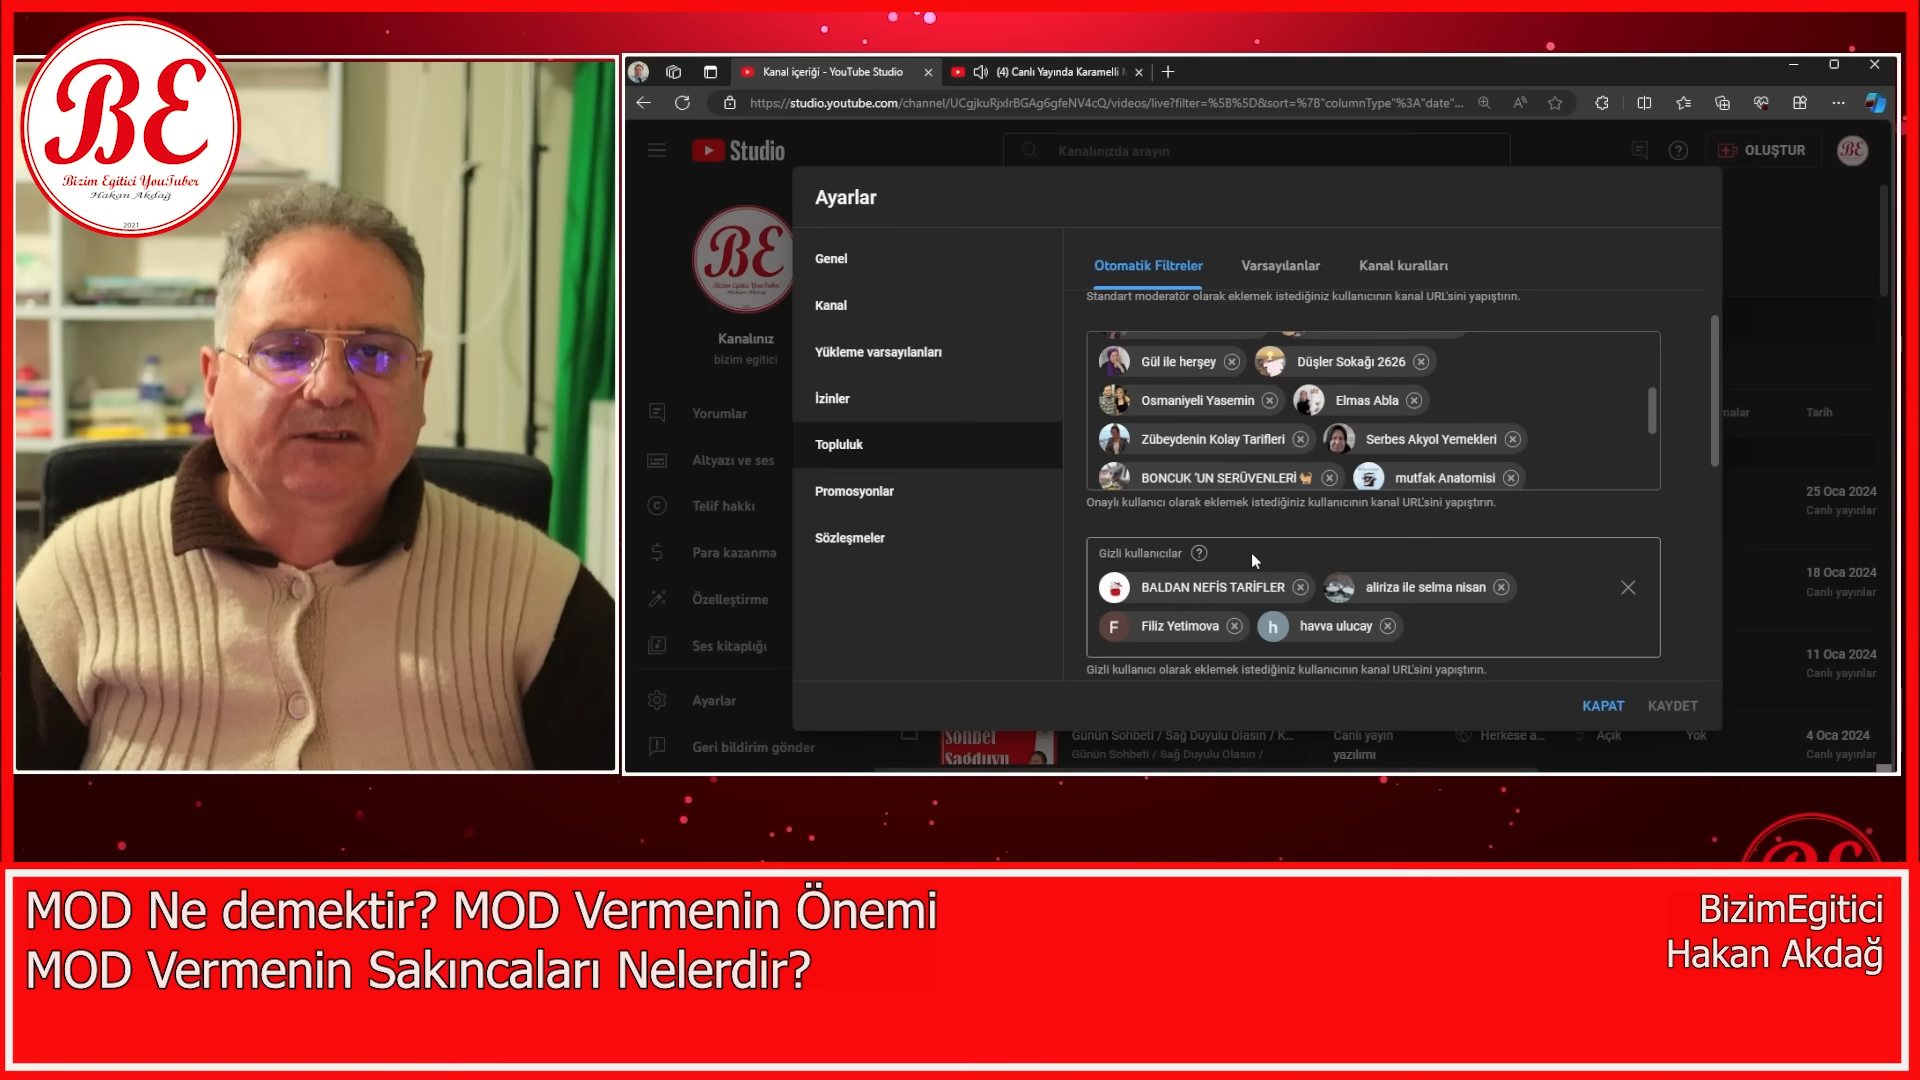 BE
Bizim Egitici YouTuber
Hakan Akdağ
2021
Kanal içeriği - YouTube Studio
(4) Canlı Yayında Karamelli
https://studio.youtube.com/channel/UCgjkuRjxlrBGAg6gfeNV4cQ/videos/live?filter=%5B%5D&sort=%7B"columnType"%3A"date"...
Studio
Kanalınızda arayın
OLUŞTUR
BE
Kanalınız
bizim egitici
Yorumlar
Altyazı ve ses
Telif hakkı
Para kazanma
Özelleştirme
Ses kitaplığı
Ayarlar
Geri bildirim gönder
Ayarlar
Genel
Kanal
Yükleme varsayılanları
İzinler
Topluluk
Promosyonlar
Sözleşmeler
Otomatik Filtreler
Varsayılanlar
Kanal kuralları
Standart moderatör olarak eklemek istediğiniz kullanıcının kanal URL'sini yapıştırın.
Gül ile herşey
Düşler Sokağı 2626
Osmaniyeli Yasemin
Elmas Abla
Zübeydenin Kolay Tarifleri
Serbes Akyol Yemekleri
BONCUK 'UN SERÜVENLERİ
mutfak Anatomisi
Onaylı kullanıcı olarak eklemek istediğiniz kullanıcının kanal URL'sini yapıştırın.
Gizli kullanıcılar
BALDAN NEFİS TARİFLER
aliriza ile selma nisan
F Filiz Yetimova
h havva ulucay
Gizli kullanıcı olarak eklemek istediğiniz kullanıcının kanal URL'sini yapıştırın.
KAPAT
KAYDET
malar
Tarih
25 Oca 2024
Canlı yayınlar
18 Oca 2024
Canlı yayınlar
11 Oca 2024
Canlı yayınlar
4 Oca 2024
Canlı yayınlar
Sohbet
Sağduyu
Günün Sohbeti / Sağ Duyulu Olasın / K...
Günün Sohbeti / Sağ Duyulu Olasın /
Canlı yayın
yazılımı
Herkese a...
Açık
Yok
MOD Ne demektir? MOD Vermenin Önemi
MOD Vermenin Sakıncaları Nelerdir?
BizimEgitici
Hakan Akdağ